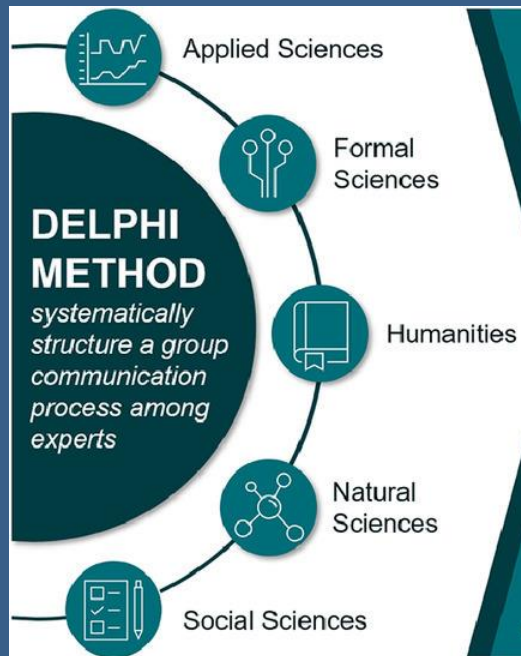 Applied Sciences
Formal
Sciences
DELPHI
METHOD
systematically
structure a group
communication
process among
experts
Humanities
Natural
Sciences
Social Sciences